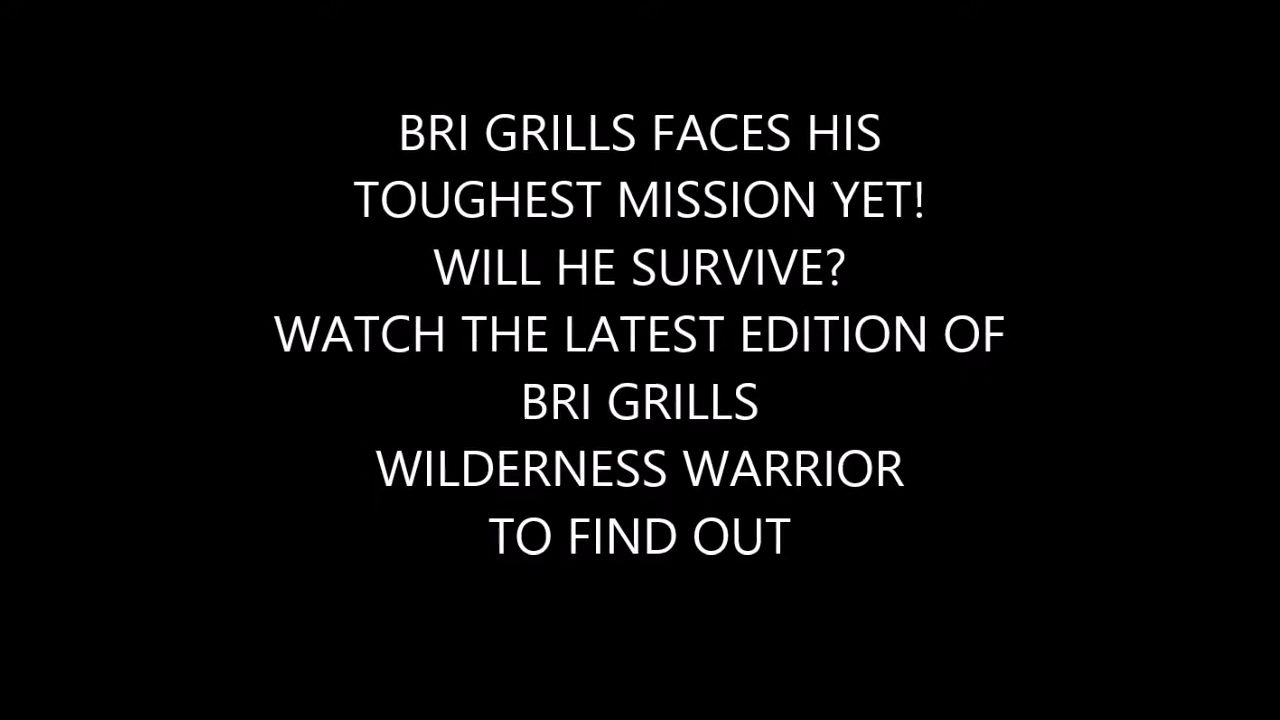 BRI GRILLS FACES HIS
TOUGHEST MISSION YET!
WILL HE SURVIVE?
WATCH THE LATEST EDITION OF
BRI GRILLS
WILDERNESS WARRIOR
TO FIND OUT